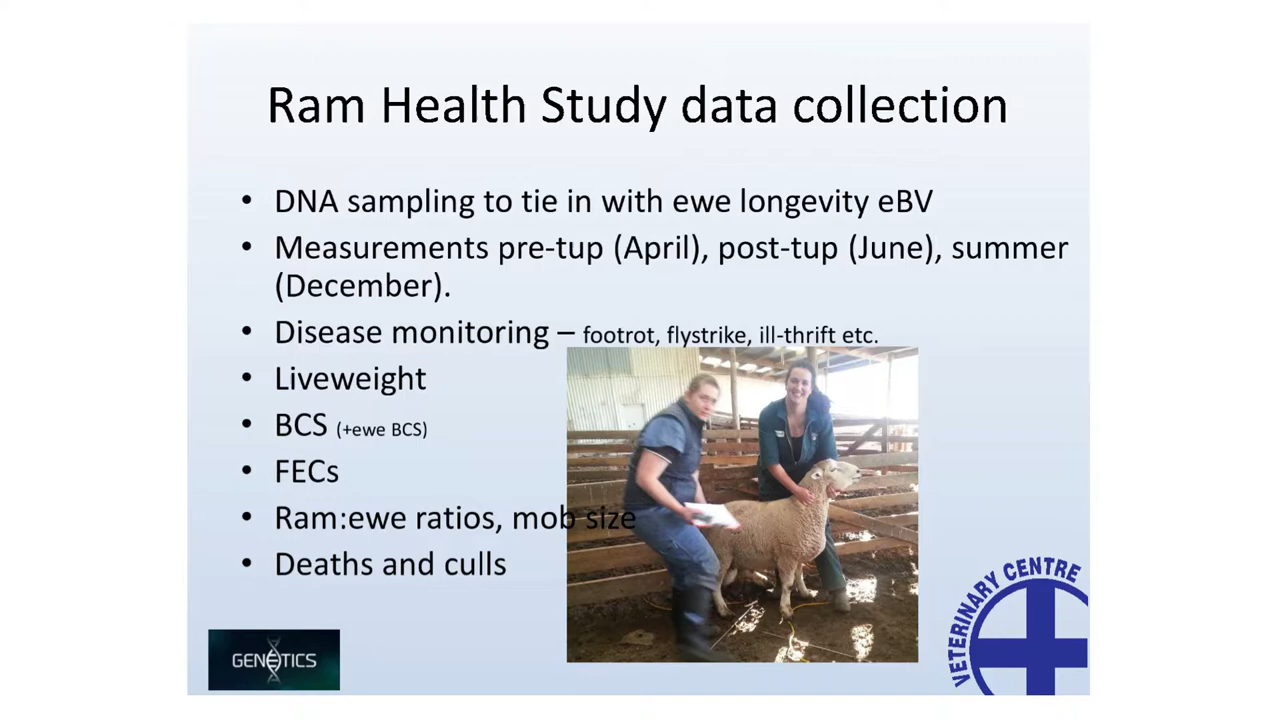 Ram Health Study data collection
• DNA sampling to tie in with ewe longevity eBV
• Measurements pre-tup (April), post-tup (June), summer
(December).
• Disease monitoring – footrot, flystrike, ill-thrift etc.
• Liveweight
• BCS (+ewe BCS)
• FECs
• Ram:ewe ratios, mob size
• Deaths and culls
GENETICS
VETERINARY CENTRE